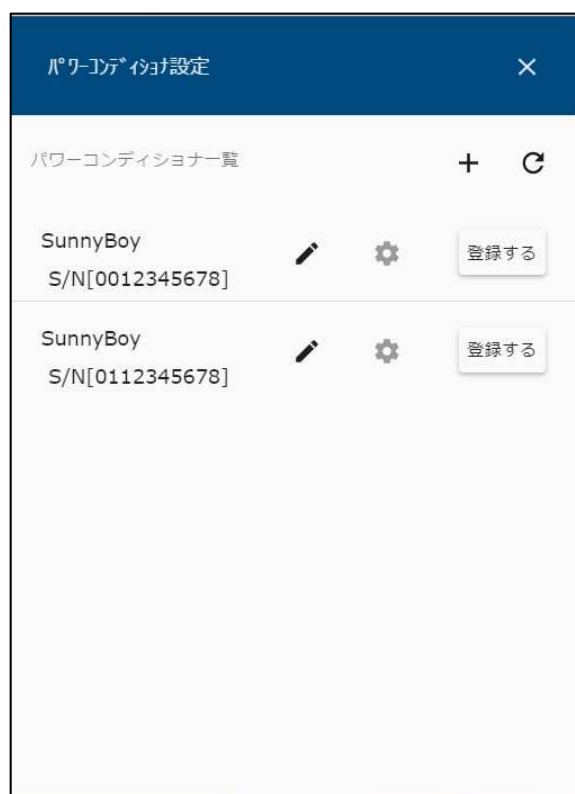 ﾊﾟﾜｰｺﾝﾃﾞｨｼｮﾅ設定
パワーコンディショナ一覧
SunnyBoy
S/N[0012345678]
登録する
SunnyBoy
S/N[0112345678]
登録する